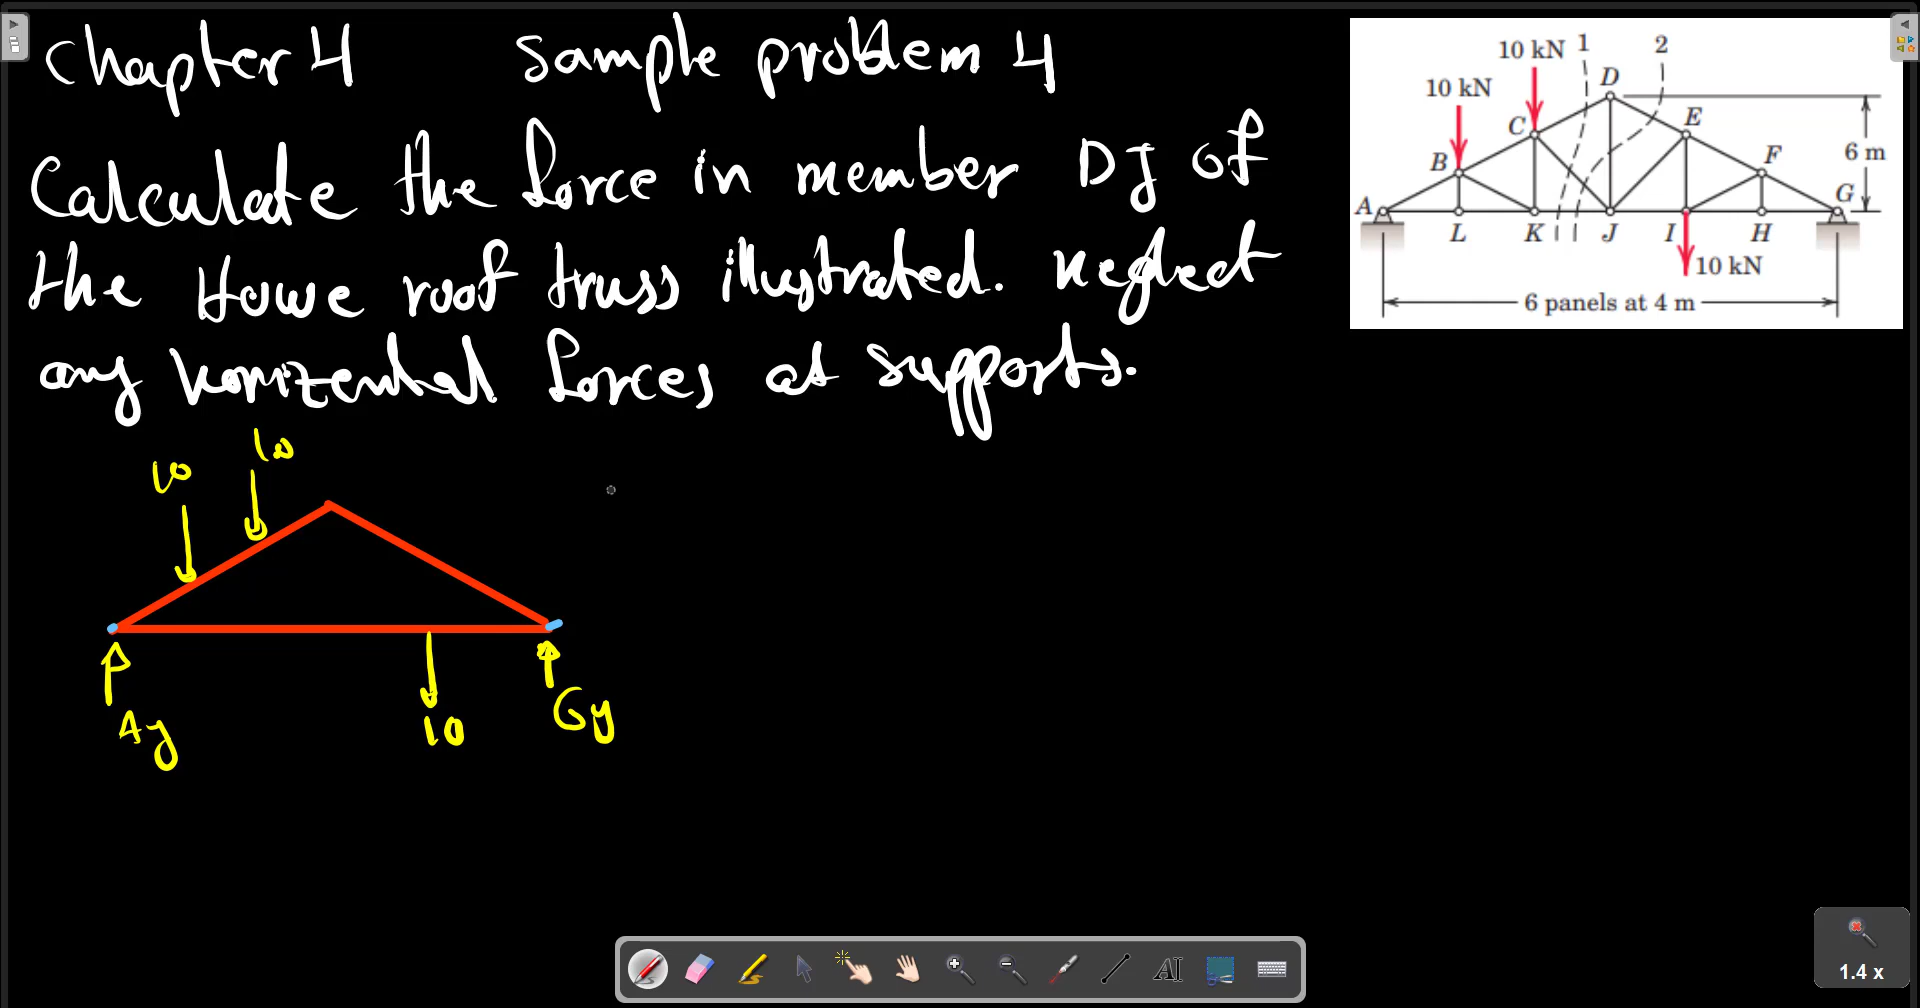 Chapter 4 Sample problem 4
Calculate the force in member DJ of
the Howe roof truss illustrated. Neglect
any horizental forces at supports.
10 kN 1 2
10 kN
D
C
E
B
F
6 m
A
G
L K J I H
10 kN
6 panels at 4 m
10
10
Ay
10
Gy
AI
1.4 x